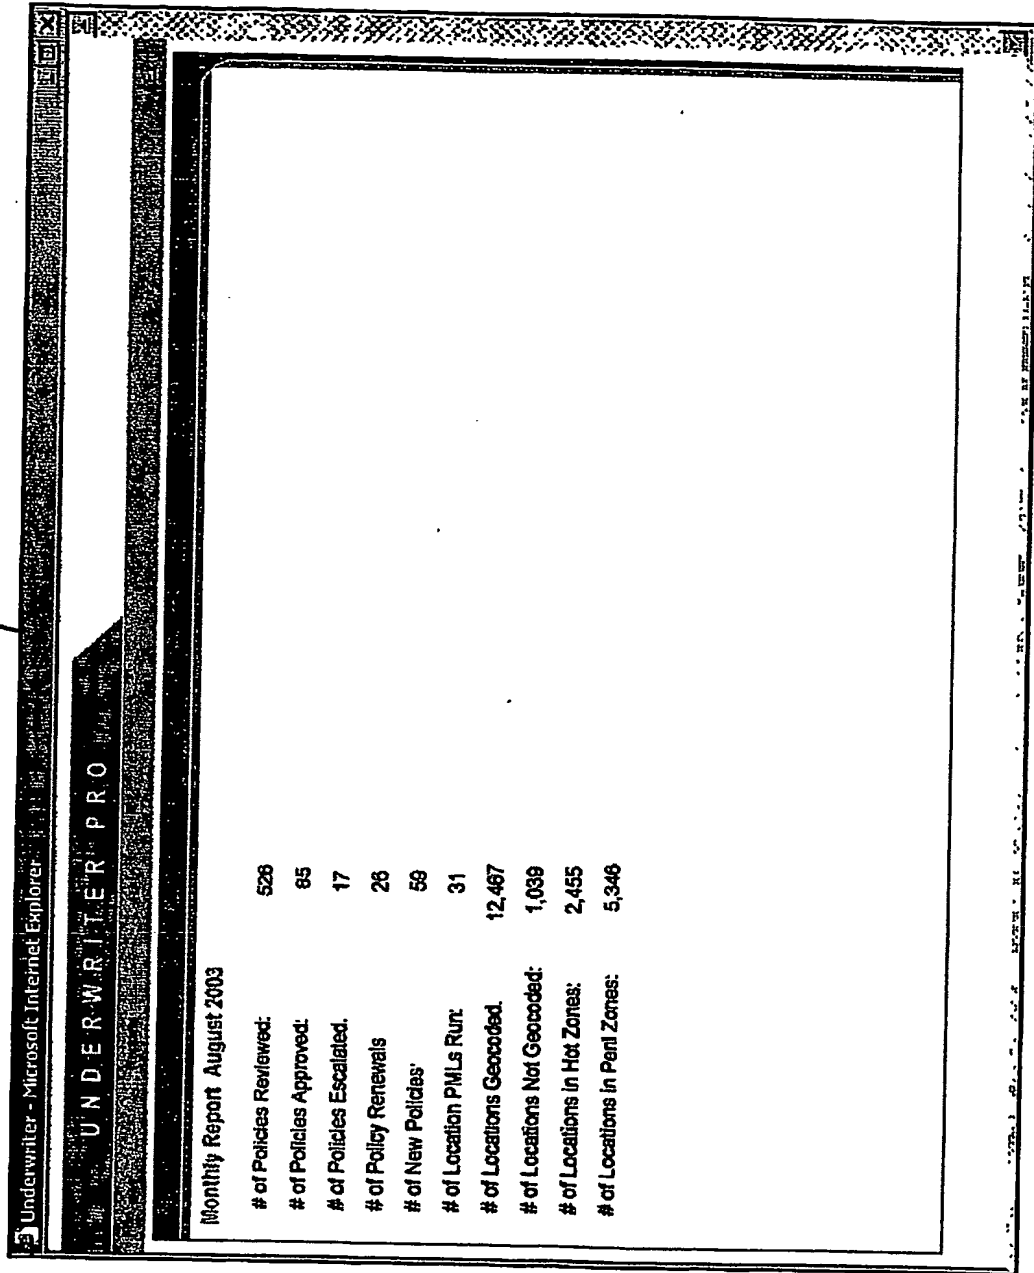 Underwriter - Microsoft Internet Explorer
UNDERWRITER PRO
Monthly Report August 2003
# of Policies Reviewed: 526
# of Policies Approved: 85
# of Policies Escalated. 17
# of Policy Renewals 26
# of New Policies: 59
# of Location PMLs Run: 31
# of Locations Geocoded. 12,467
# of Locations Not Geocoded: 1,039
# of Locations in Hot Zones: 2,455
# of Locations in Peril Zones: 5,346